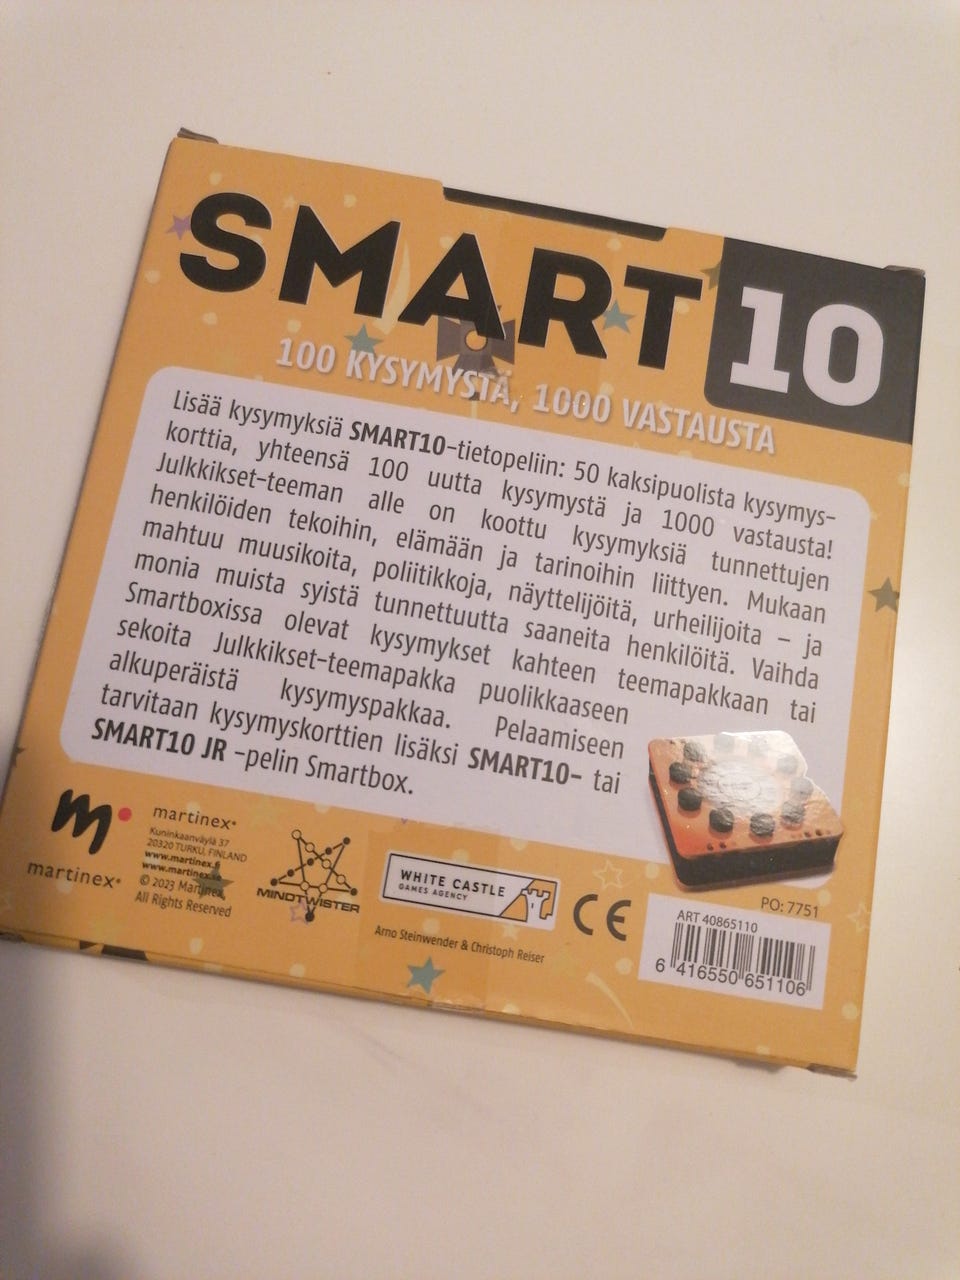 SMART 10
100 KYSYMYSTÄ, 1000 VASTAUSTA
Lisää kysymyksiä SMART10-tietopeliin: 50 kaksipuolista kysymys-
korttia, yhteensä 100 uutta kysymystä ja 1000 vastausta!
Julkkikset-teeman alle on koottu kysymyksiä tunnettujen
henkilöiden tekoihin, elämään ja tarinoihin liittyen. Mukaan
mahtuu muusikoita, poliitikkoja, näyttelijöitä, urheilijoita – ja
monia muista syistä tunnettuutta saaneita henkilöitä. Vaihda
Smartboxissa olevat kysymykset kahteen teemapakkaan tai
sekoita Julkkikset-teemapakka puolikkaaseen
alkuperäistä kysymyspakkaa. Pelaamiseen
tarvitaan kysymyskorttien lisäksi SMART10- tai
SMART10 JR -pelin Smartbox.
m
martinex®
martinex®
Kuninkaanväylä 37
20320 TURKU, FINLAND
www.martinex.fi
www.martinex.se
© 2023 Martinex,
All Rights Reserved
MINDTWISTER
WHITE CASTLE
GAMES AGENCY
Arno Steinwender & Christoph Reiser
CE
PO: 7751
ART 40865110
6 416550 651106